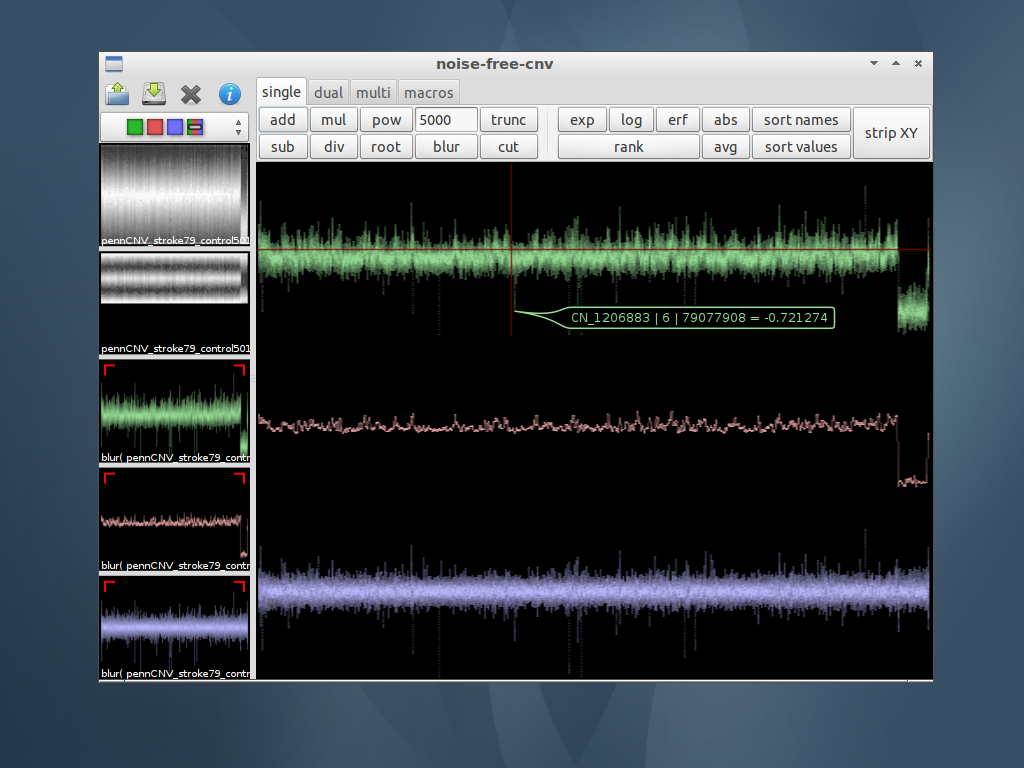 noise-free-cnv
single dual multi macros
add mul pow 5000 trunc exp log erf abs sort names
strip XY
sub div root blur cut rank avg sort values
pennCNV_stroke79_control501
CN_1206883 | 6 | 79077908 = -0.721274
pennCNV_stroke79_control501
blur( pennCNV_stroke79_contr
blur( pennCNV_stroke79_contr
blur( pennCNV_stroke79_contr